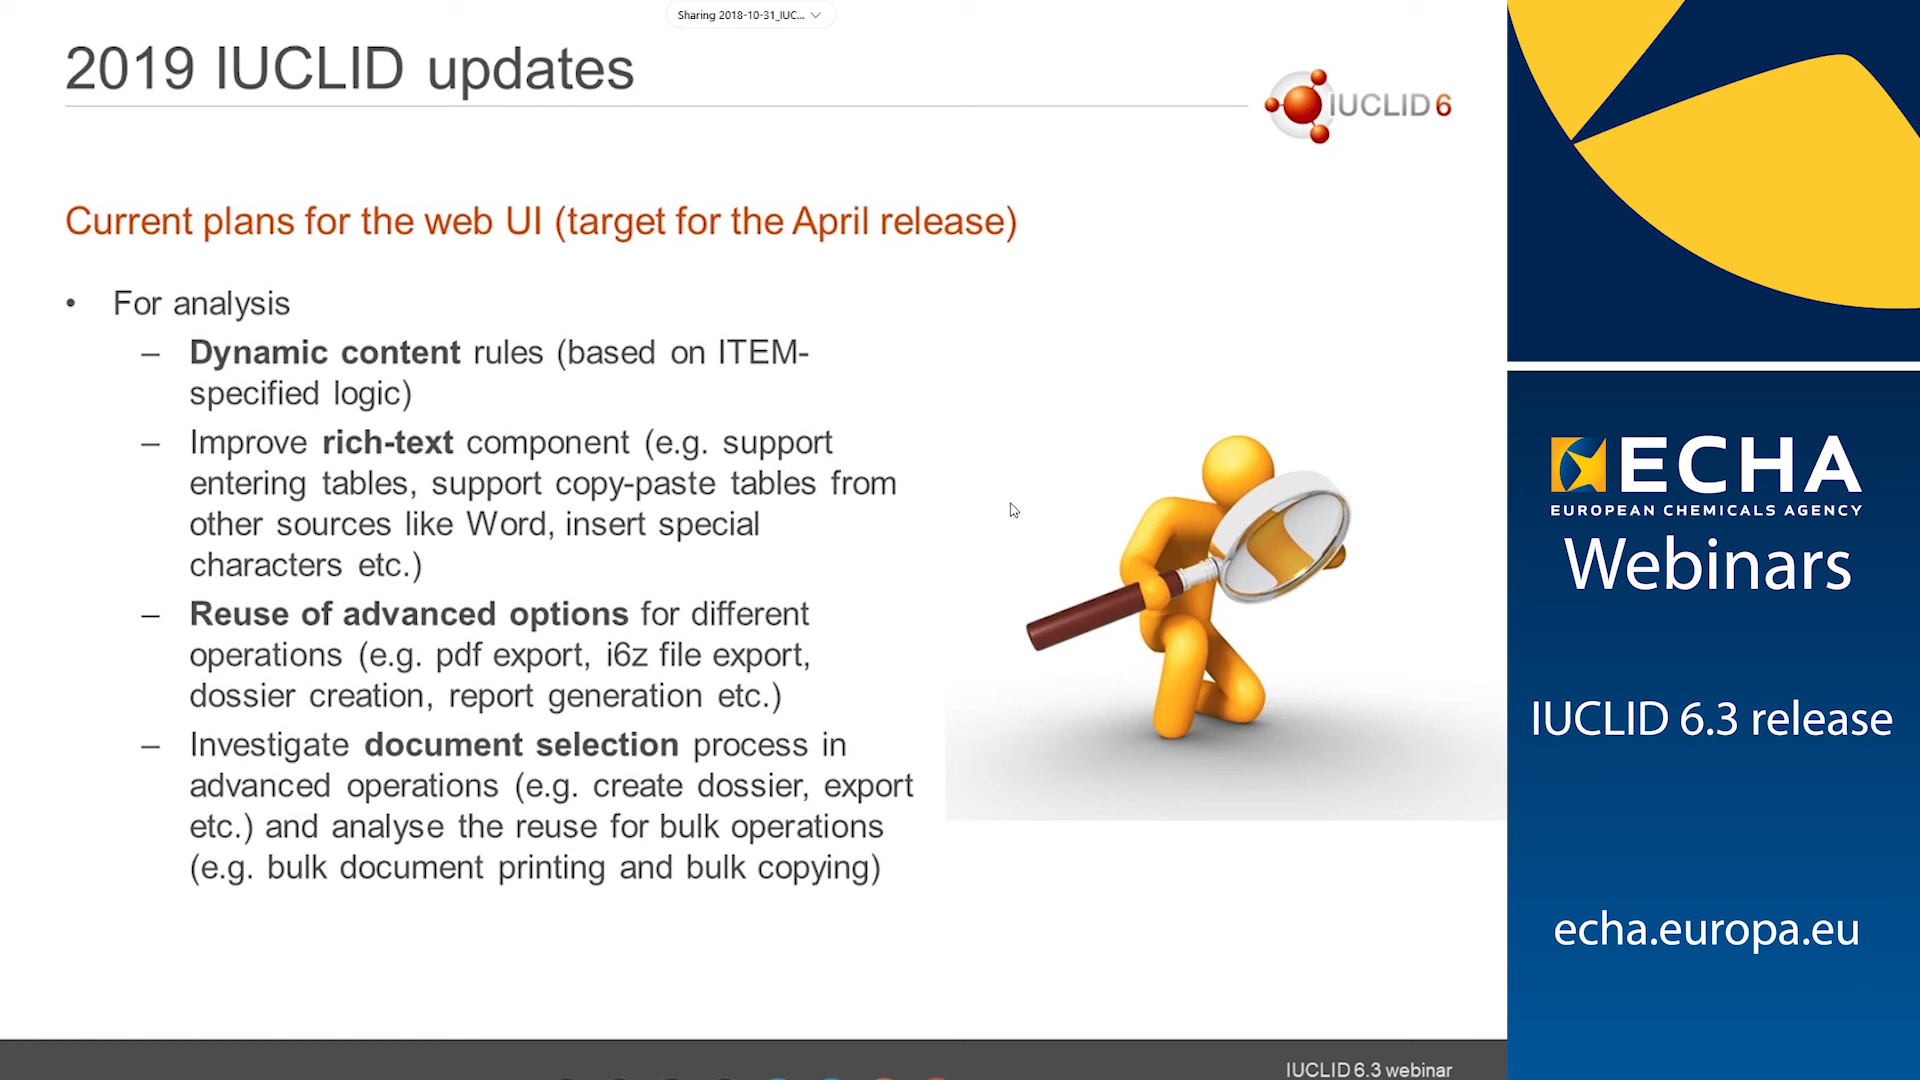 Sharing 2018-10-31_IUC...
2019 IUCLID updates
IUCLID 6
Current plans for the web UI (target for the April release)
• For analysis
– Dynamic content rules (based on ITEM-
specified logic)
– Improve rich-text component (e.g. support
entering tables, support copy-paste tables from
other sources like Word, insert special
characters etc.)
– Reuse of advanced options for different
operations (e.g. pdf export, i6z file export,
dossier creation, report generation etc.)
– Investigate document selection process in
advanced operations (e.g. create dossier, export
etc.) and analyse the reuse for bulk operations
(e.g. bulk document printing and bulk copying)
IUCLID 6.3 webinar
ECHA
EUROPEAN CHEMICALS AGENCY
Webinars
IUCLID 6.3 release
echa.europa.eu